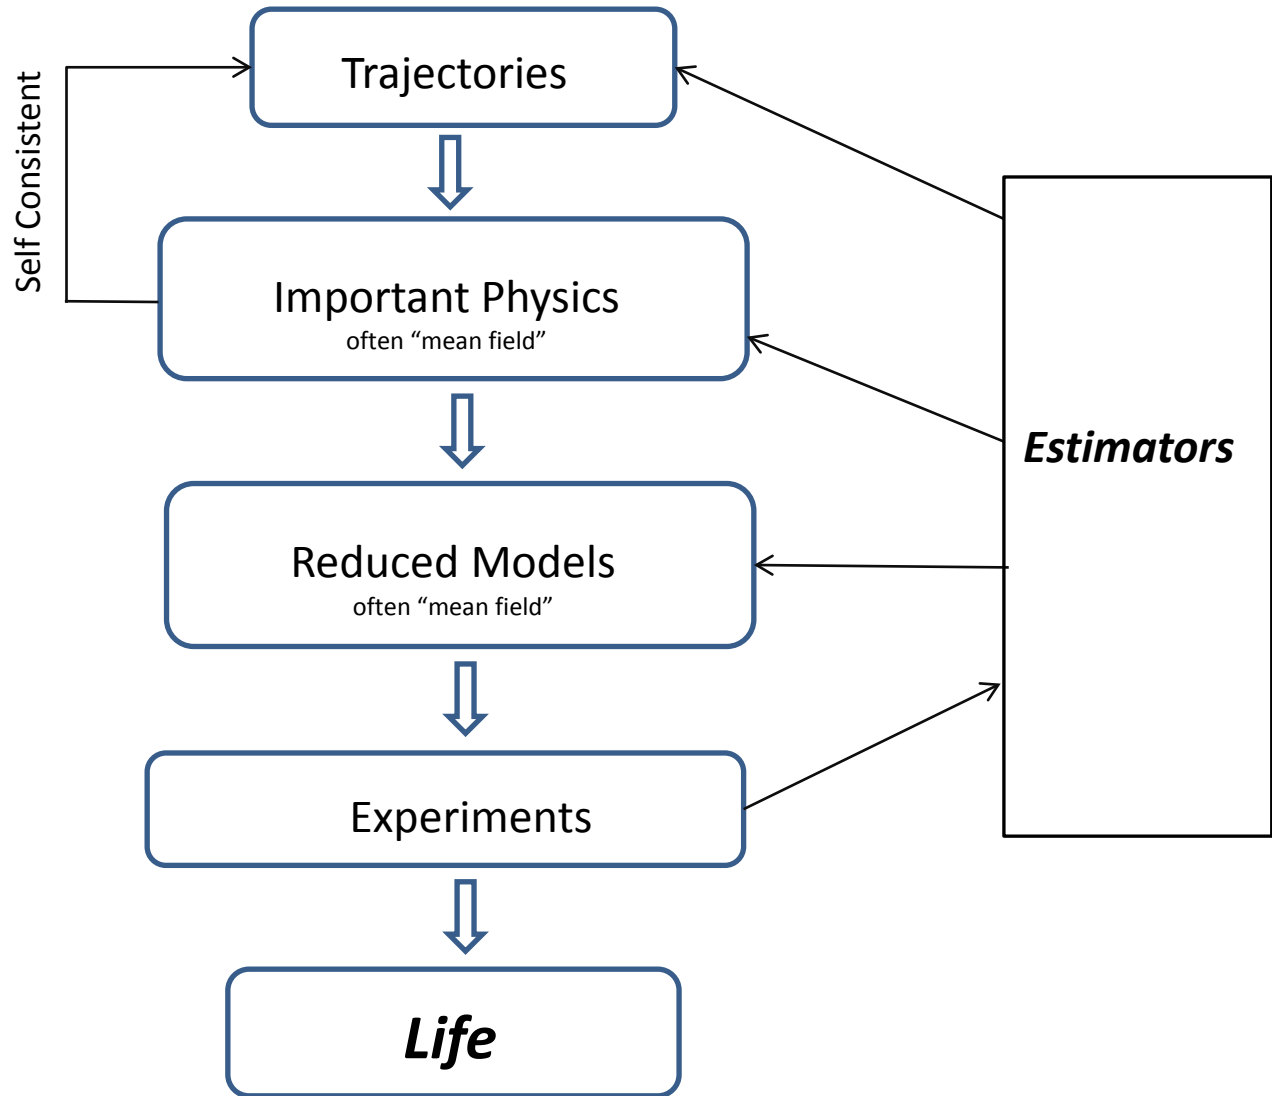 Trajectories
Self Consistent
Important Physics
often “mean field”
Estimators
Reduced Models
often “mean field”
Experiments
Life